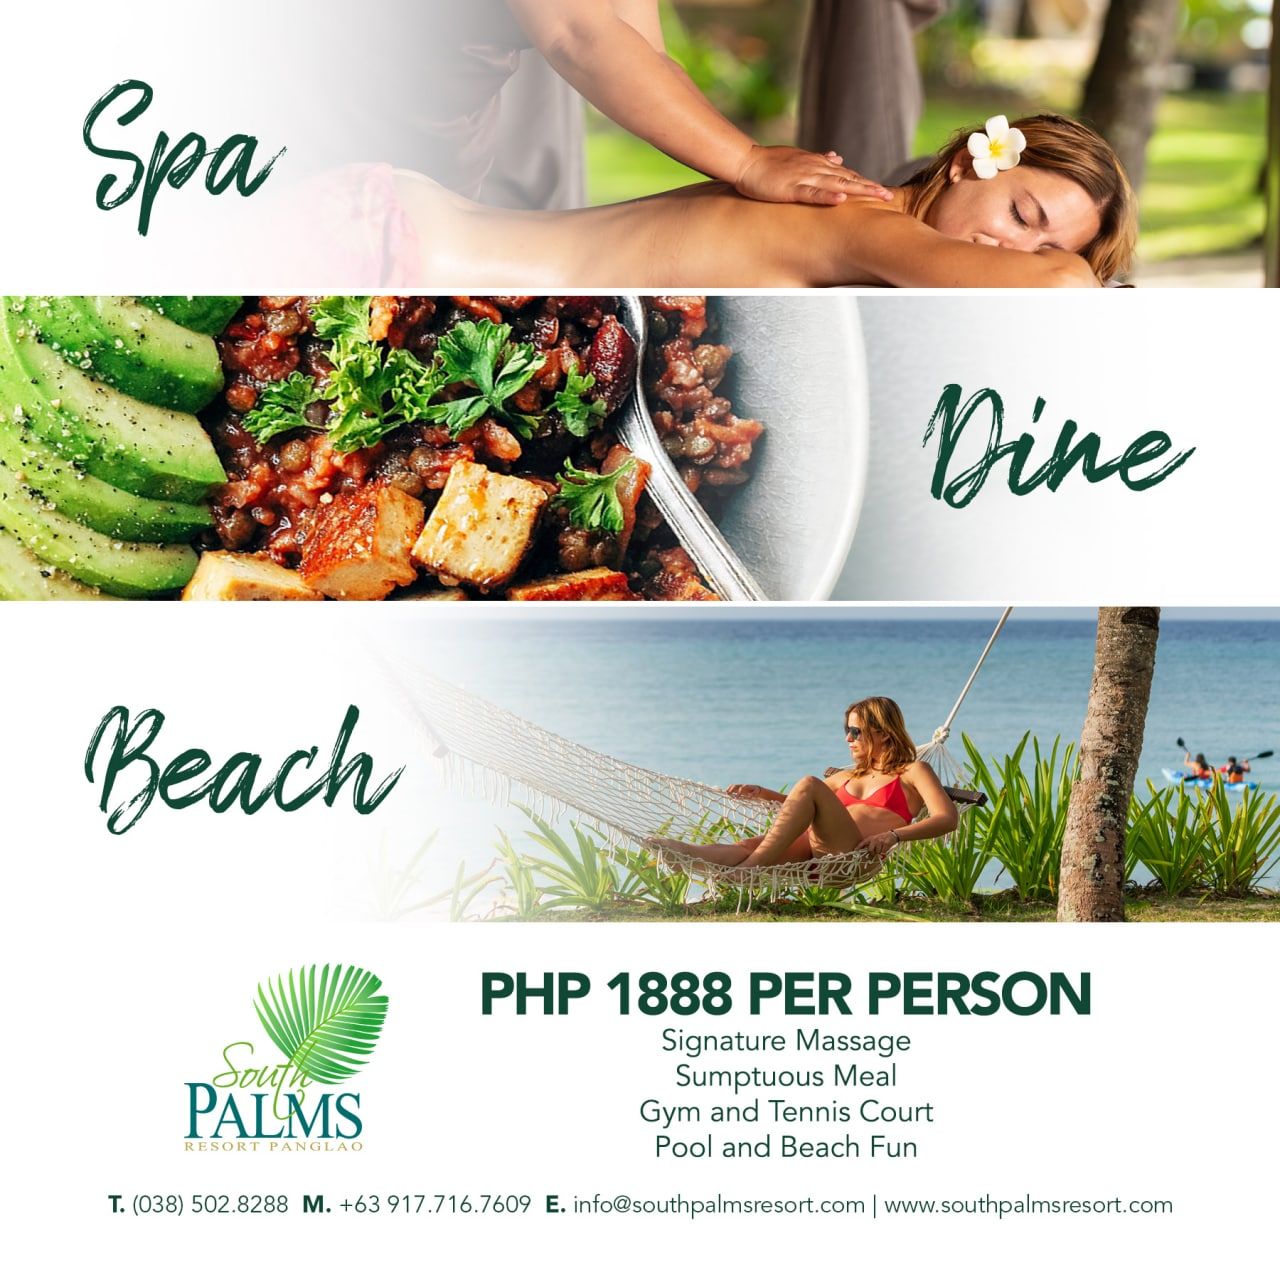 Spa
Dine
Beach
South
PALMS
RESORT PANGLAO
PHP 1888 PER PERSON
Signature Massage
Sumptuous Meal
Gym and Tennis Court
Pool and Beach Fun
T. (038) 502.8288 M. +63 917.716.7609 E. info@southpalmsresort.com | www.southpalmsresort.com